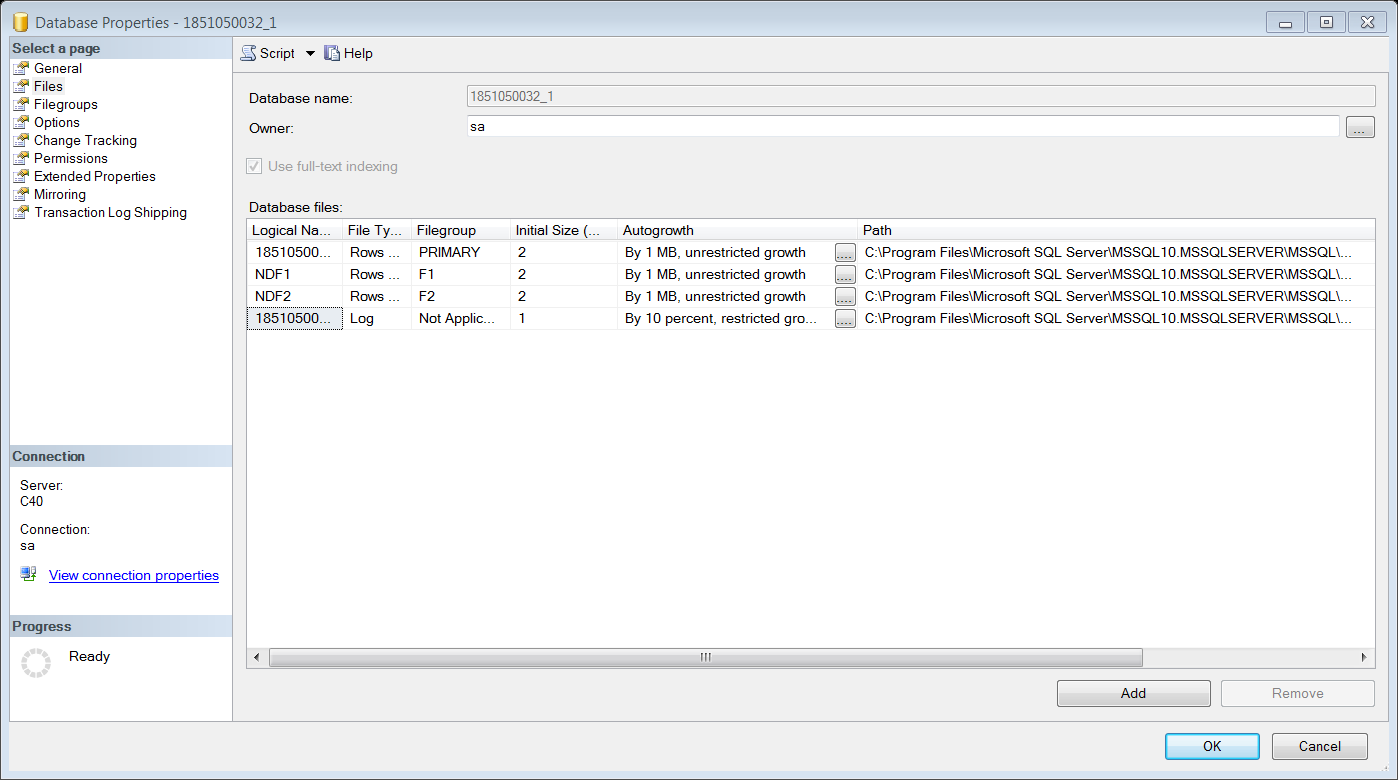 Database Properties - 1851050032_1
Select a page
General
Files
Filegroups
Options
Change Tracking
Permissions
Extended Properties
Mirroring
Transaction Log Shipping
Connection
Server:
C40
Connection:
sa
View connection properties
Progress
Ready
Script Help
Database name: 1851050032_1
Owner: sa ...
Use full-text indexing
Database files:
Logical Na... File Ty... Filegroup Initial Size (... Autogrowth Path
18510500... Rows ... PRIMARY 2 By 1 MB, unrestricted growth .... C:\Program Files\Microsoft SQL Server\MSSQL10.MSSQLSERVER\MSSQL\...
NDF1 Rows ... F1 2 By 1 MB, unrestricted growth .... C:\Program Files\Microsoft SQL Server\MSSQL10.MSSQLSERVER\MSSQL\...
NDF2 Rows ... F2 2 By 1 MB, unrestricted growth .... C:\Program Files\Microsoft SQL Server\MSSQL10.MSSQLSERVER\MSSQL\...
18510500... Log Not Applic... 1 By 10 percent, restricted gro... .... C:\Program Files\Microsoft SQL Server\MSSQL10.MSSQLSERVER\MSSQL\...
Add Remove
OK Cancel